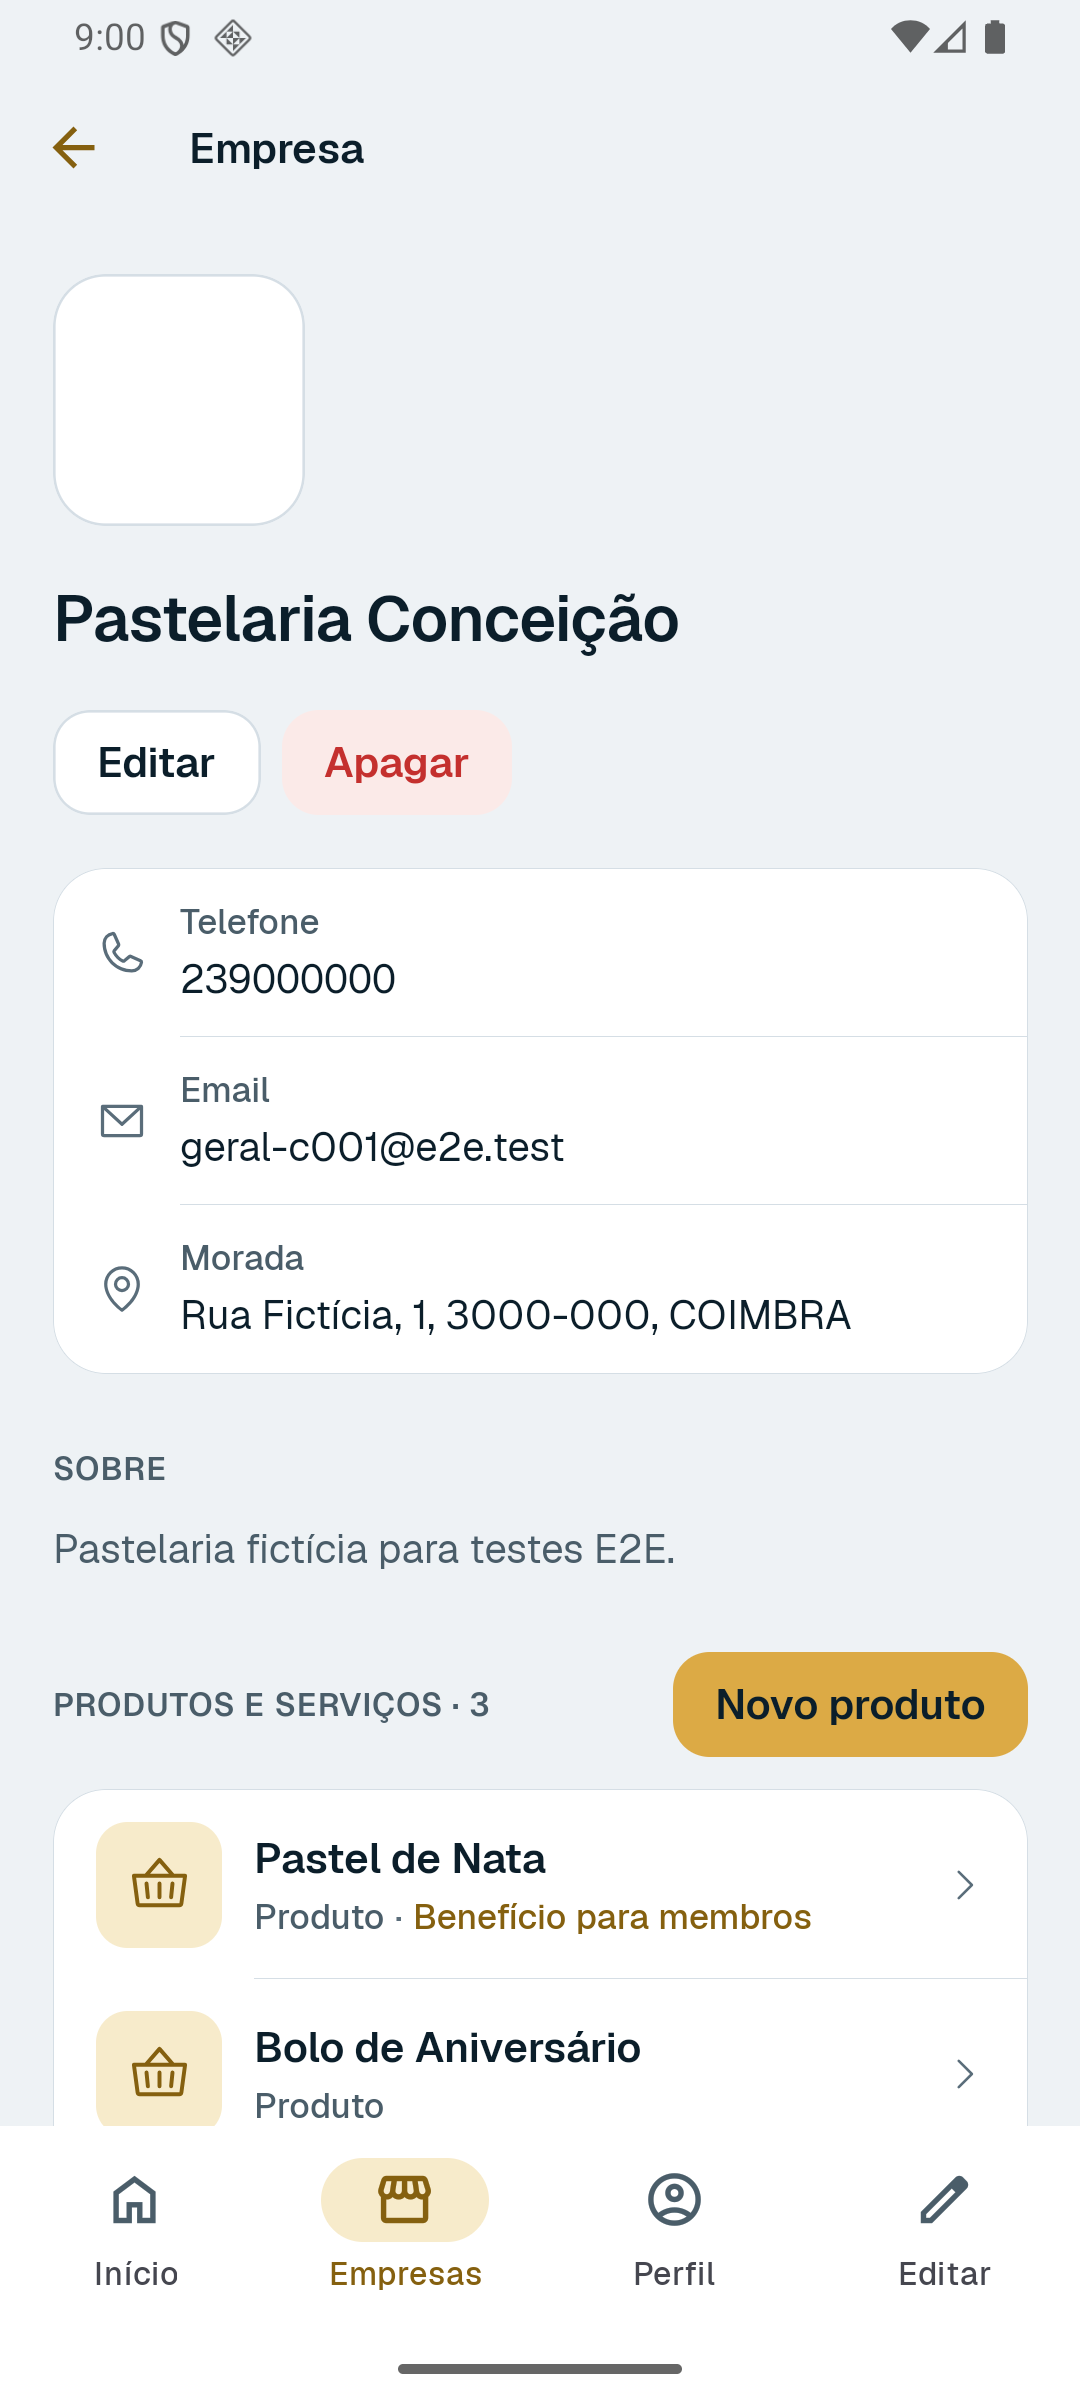 9:00
Empresa
Pastelaria Conceição
Editar
Apagar
Telefone
239000000
Email
geral-c001@e2e.test
Morada
Rua Fictícia, 1, 3000-000, COIMBRA
SOBRE
Pastelaria fictícia para testes E2E.
PRODUTOS E SERVIÇOS · 3
Novo produto
Pastel de Nata
Produto · Benefício para membros
Bolo de Aniversário
Produto
Início
Empresas
Perfil
Editar